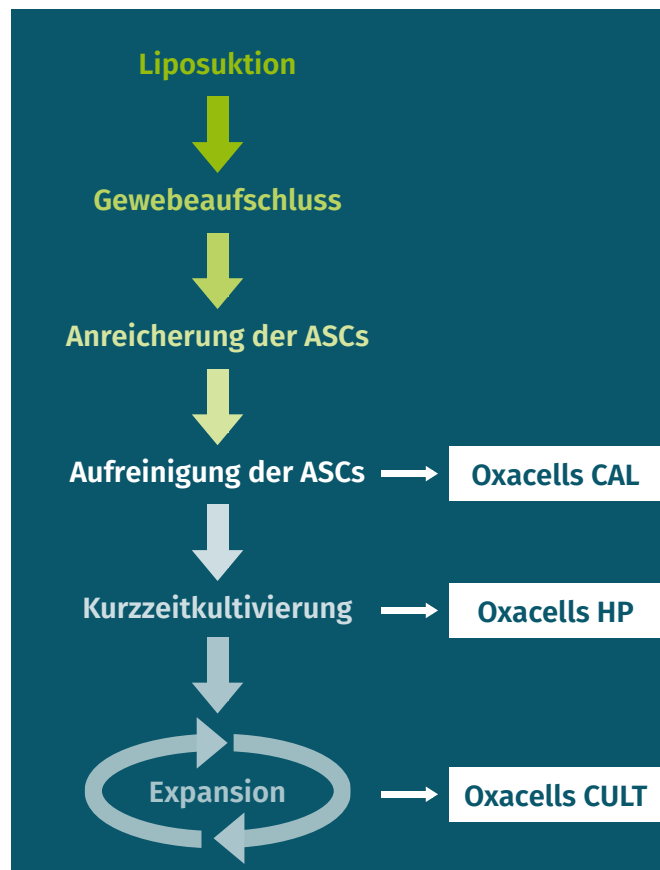 Liposuktion
Gewebeaufschluss
Anreicherung der ASCs
Aufreinigung der ASCs
Oxacells CAL
Kurzzeitkultivierung
Oxacells HP
Expansion
Oxacells CULT